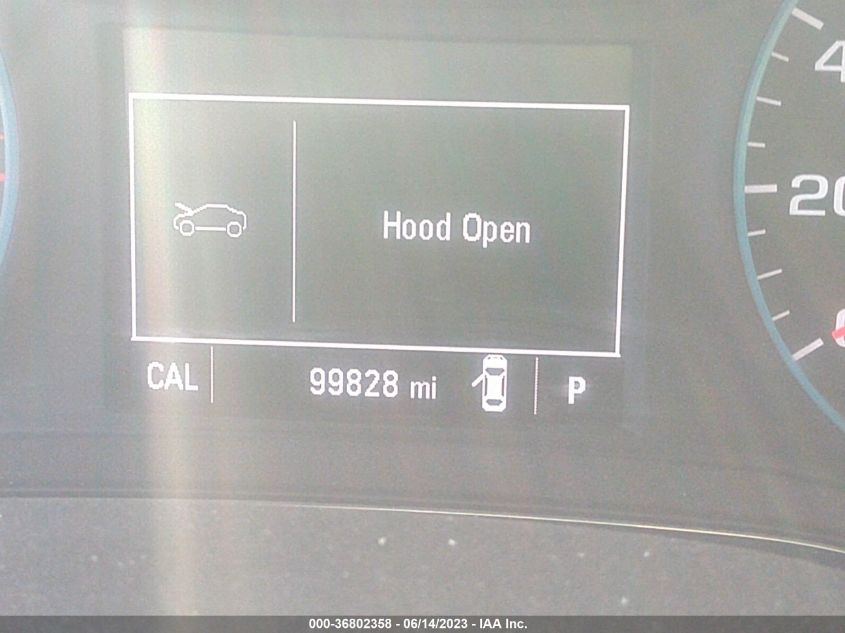 4
20
Hood Open
CAL 99828 mi P
000-36802358 - 06/14/2023 - IAA Inc.